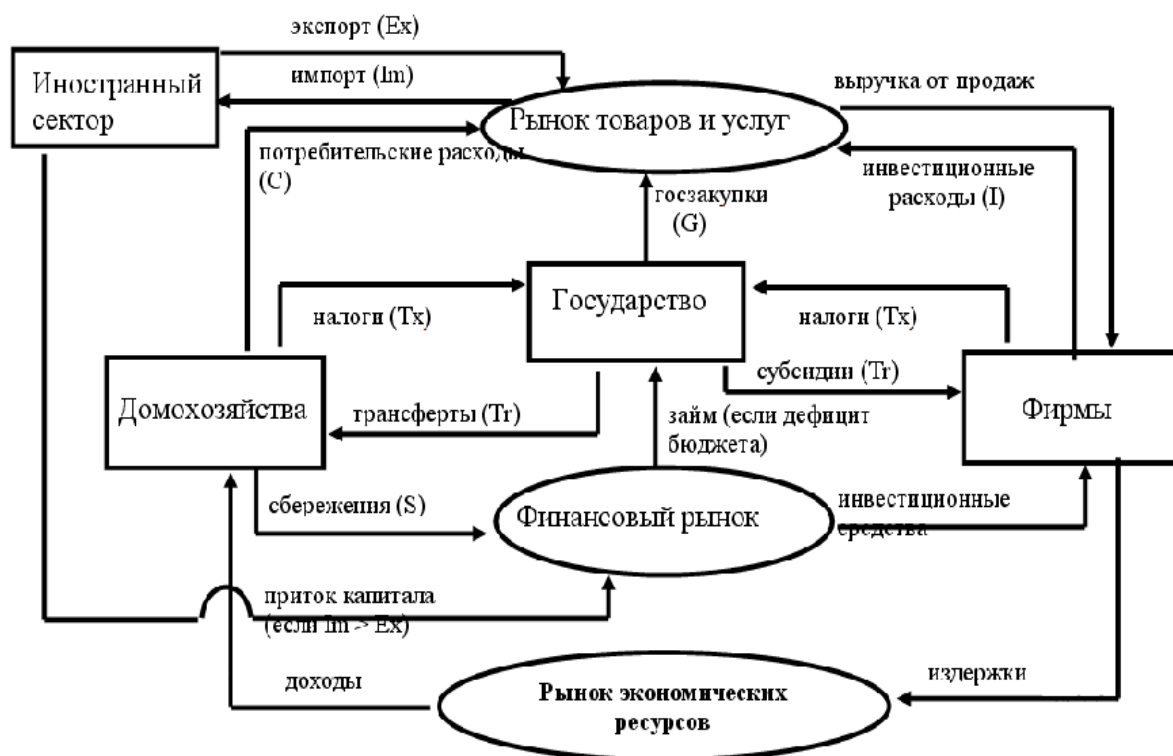 экспорт (Ex)
импорт (Im)
Иностранный
сектор
выручка от продаж
Рынок товаров и услуг
потребительские расходы
(C)
инвестиционные
расходы (I)
госзакупки
(G)
Государство
налоги (Tx)
налоги (Tx)
субсидии (Tr)
Домохозяйства
трансферты (Tr)
Фирмы
займ (если дефицит
бюджета)
сбережения (S)
Финансовый рынок
инвестиционные
средства
приток капитала
(если Im > Ex)
доходы
издержки
Рынок экономических
ресурсов